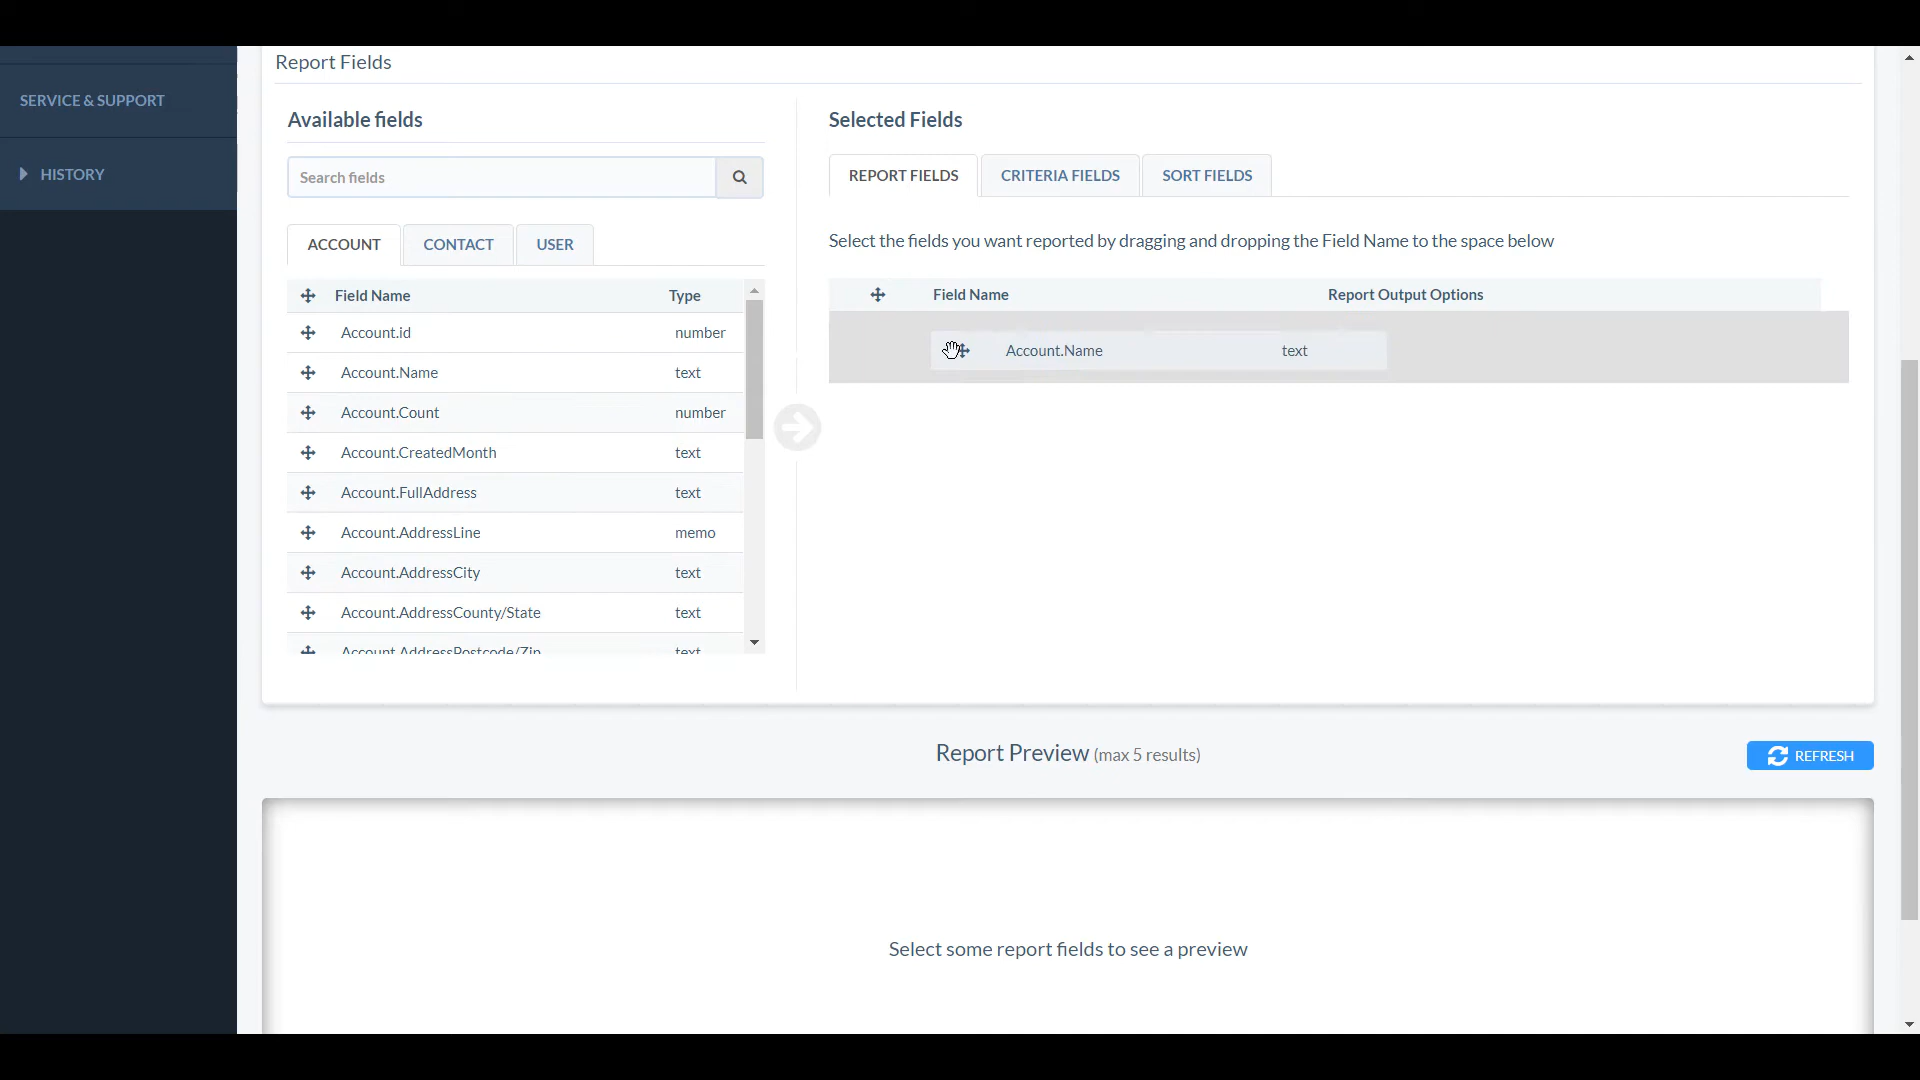 Report Fields
SERVICE & SUPPORT
HISTORY
Available fields
Search fields
ACCOUNT CONTACT USER
Field Name Type
Account.id number
Account.Name text
Account.Count number
Account.CreatedMonth text
Account.FullAddress text
Account.AddressLine memo
Account.AddressCity text
Account.AddressCounty/State text
Account.AddressPostcode/Zip text
Selected Fields
REPORT FIELDS CRITERIA FIELDS SORT FIELDS
Select the fields you want reported by dragging and dropping the Field Name to the space below
Field Name Report Output Options
Account.Name text
Report Preview (max 5 results)
REFRESH
Select some report fields to see a preview